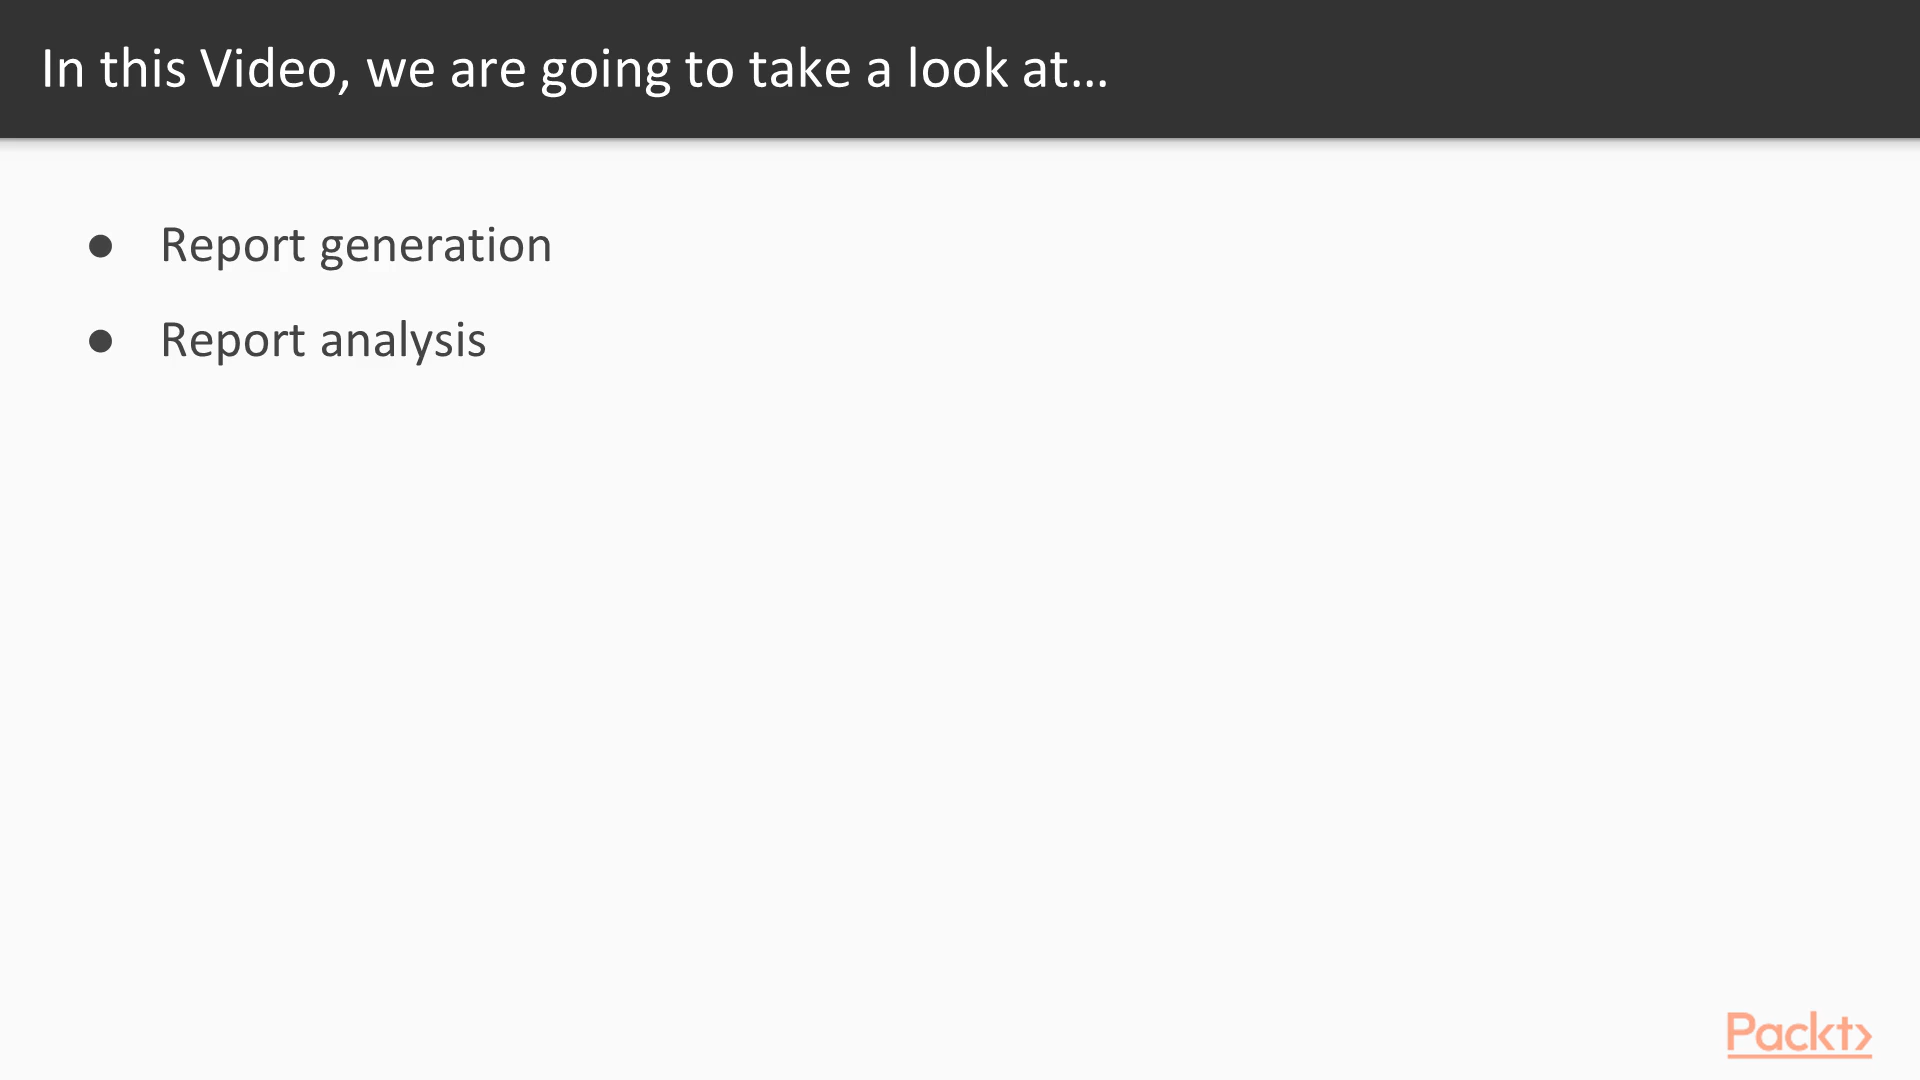 In this Video, we are going to take a look at...
● Report generation
● Report analysis
Packt>